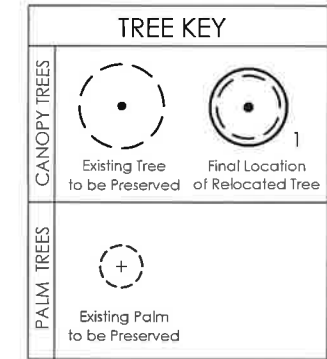 TREE KEY
CANOPY TREES
Existing Tree
to be Preserved
1
Final Location
of Relocated Tree
PALM TREES
Existing Palm
to be Preserved